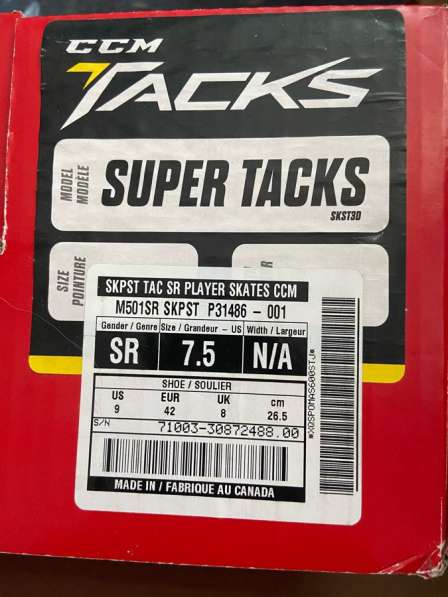 CCM
TACKS
MODEL
MODÈLE
SUPER TACKS
SKST3D
SIZE
POINTURE
SKPST TAC SR PLAYER SKATES CCM
M501SR SKPST P31486 - 001
Gender / Genre Size / Grandeur - US Width / Largeur
SR 7.5 N/A
SHOE / SOULIER
US EUR UK cm
9 42 8 26.5
S/N
71003-30872488.00
MADE IN / FABRIQUE AU CANADA